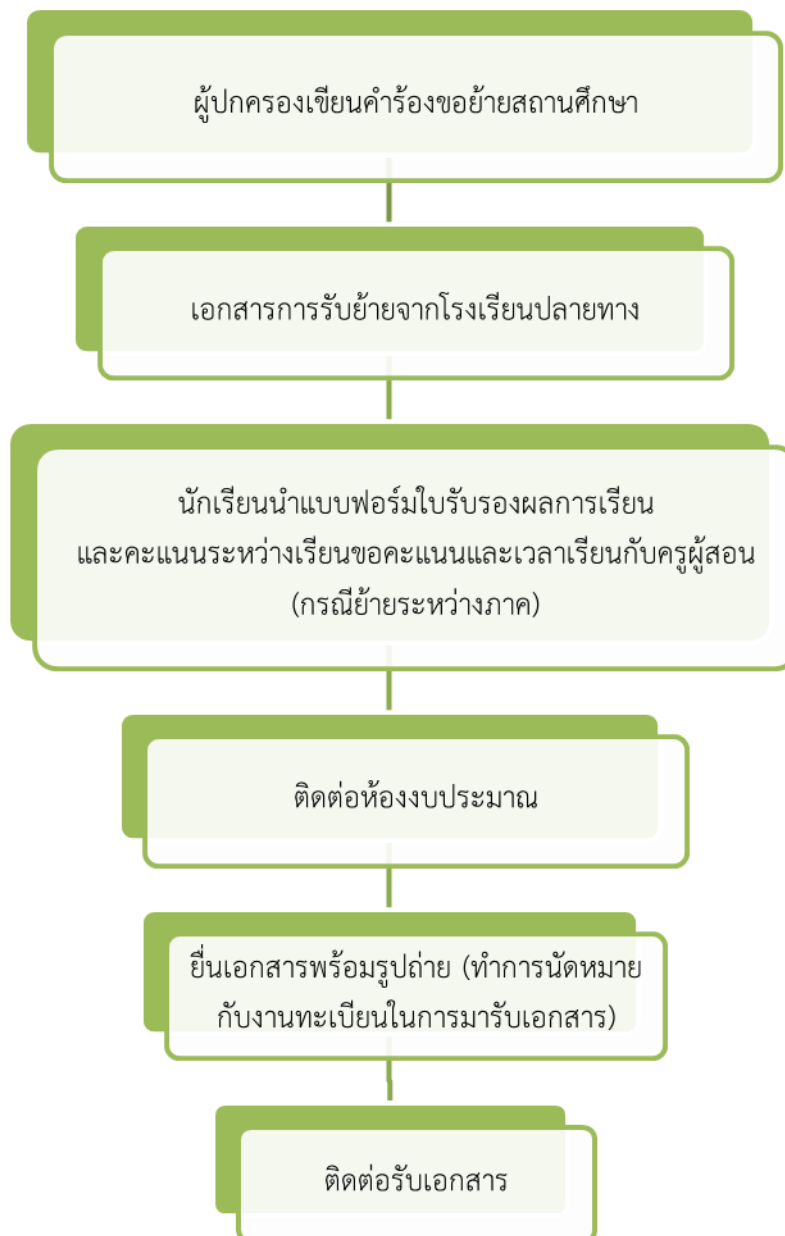 ผู้ปกครองเขียนคำร้องขอย้ายสถานศึกษา
เอกสารการรับย้ายจากโรงเรียนปลายทาง
นักเรียนนำแบบฟอร์มใบรับรองผลการเรียน
และคะแนนระหว่างเรียนขอคะแนนและเวลาเรียนกับครูผู้สอน
(กรณีย้ายระหว่างภาค)
ติดต่อห้องงบประมาณ
ยื่นเอกสารพร้อมรูปถ่าย (ทำการนัดหมาย
กับงานทะเบียนในการมารับเอกสาร)
ติดต่อรับเอกสาร